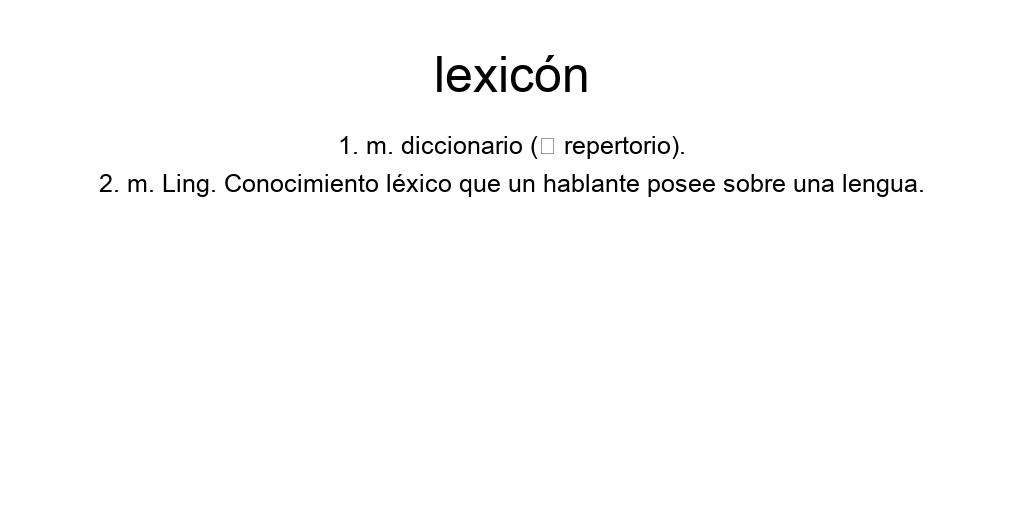 lexicón
1. m. diccionario (□ repertorio).
2. m. Ling. Conocimiento léxico que un hablante posee sobre una lengua.